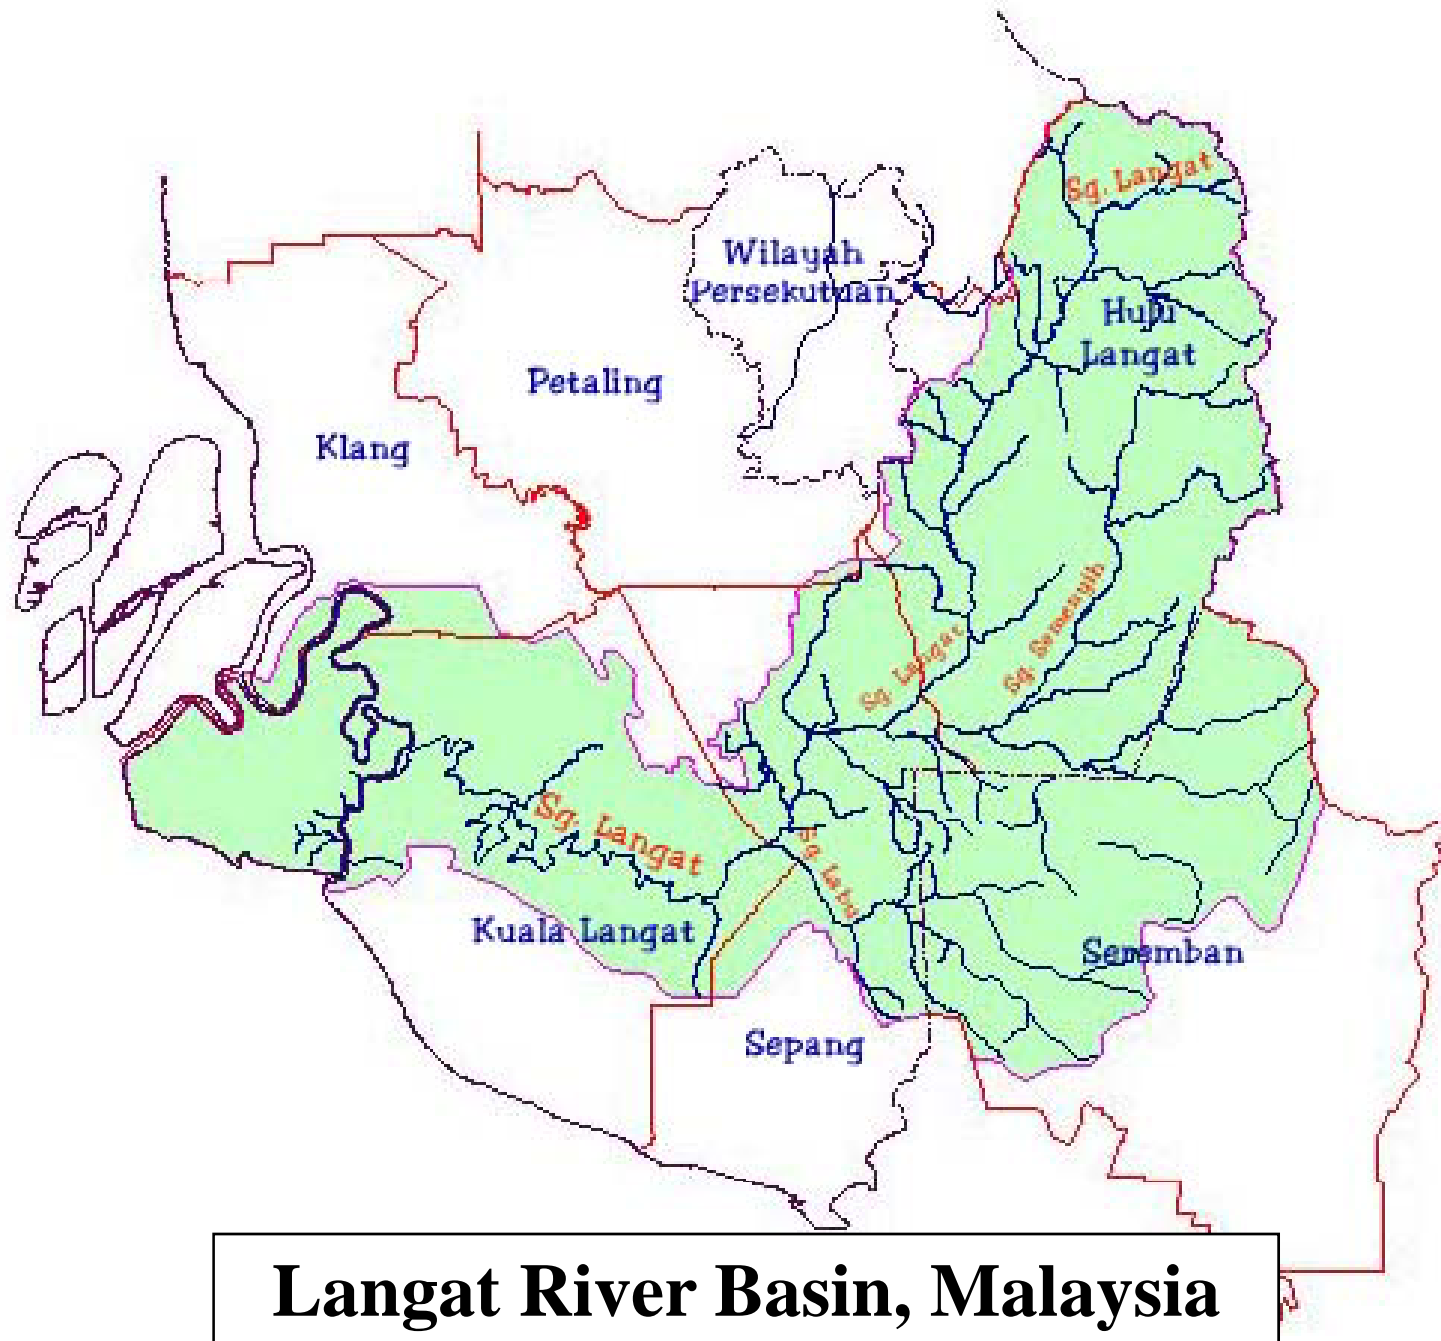 Sg. Langat
Wilayah
Persekutuan
Hulu
Langat
Petaling
Klang
Sg. Semenyih
Sg. Langat
Sg. Langat
Sg. Labu
Kuala Langat
Seremban
Sepang
Langat River Basin, Malaysia